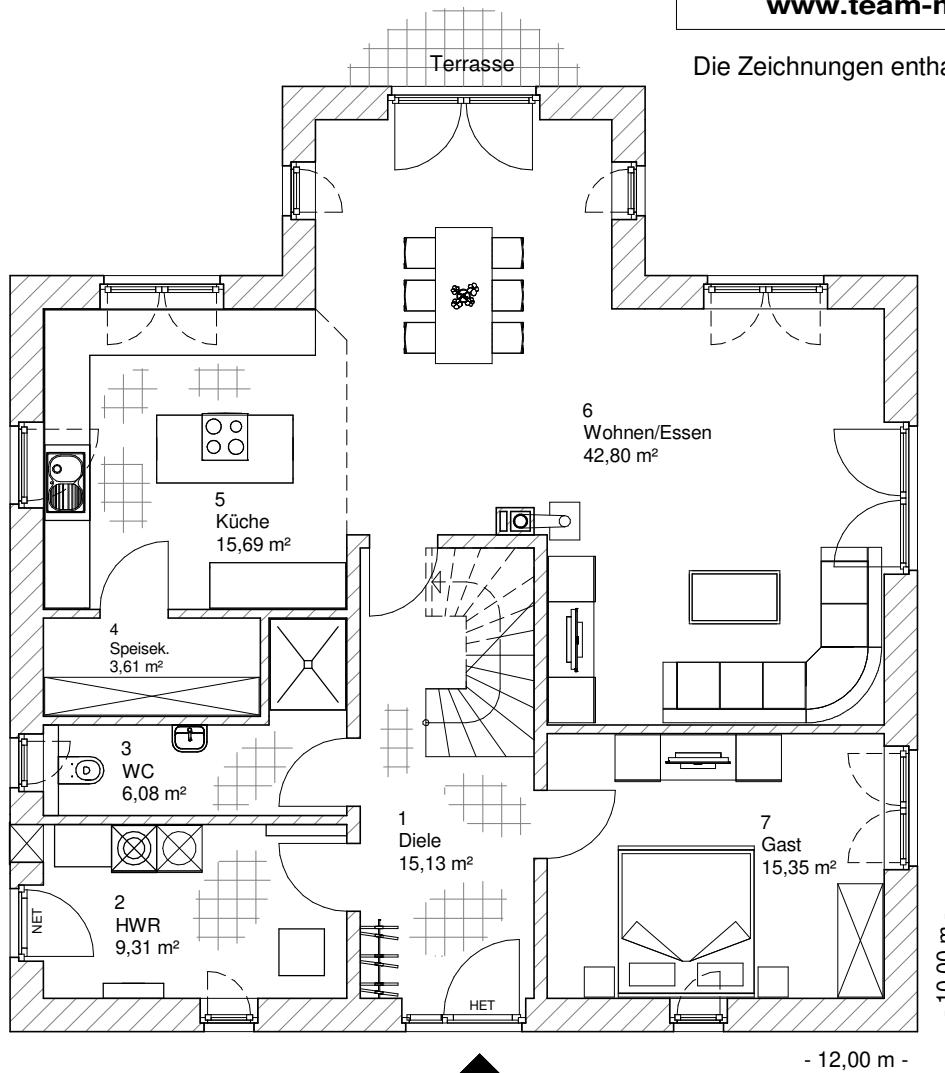 www.team-
Die Zeichnungen entha
Terrasse
6
Wohnen/Essen
42,80 m²
5
Küche
15,69 m²
4
Speisek.
3,61 m²
3
WC
6,08 m²
1
Diele
15,13 m²
7
Gast
15,35 m²
2
HWR
9,31 m²
NET
HET
- 10,00 m -
- 12,00 m -